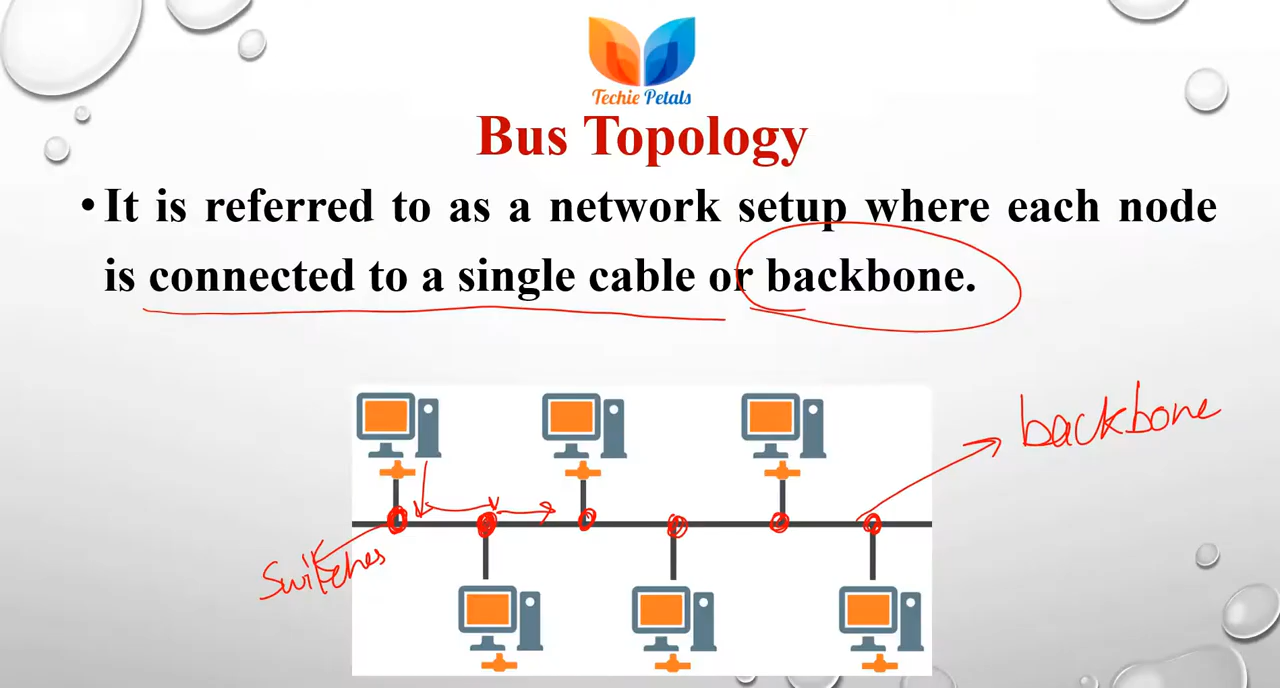 Techie Petals
Bus Topology
• It is referred to as a network setup where each node
is connected to a single cable or backbone.
backbone
Switches